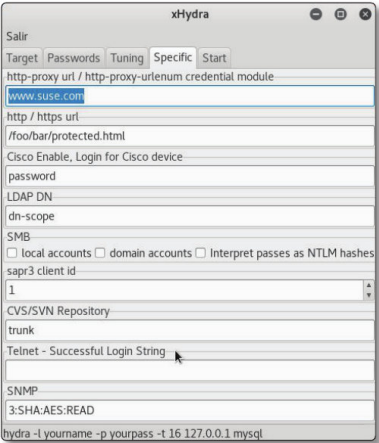 xHydra
Salir
Target Passwords Tuning Specific Start
http-proxy url / http-proxy-urlenum credential module
www.suse.com
http / https url
/foo/bar/protected.html
Cisco Enable, Login for Cisco device
password
LDAP DN
dn-scope
SMB
local accounts domain accounts Interpret passes as NTLM hashes
sapr3 client id
1
CVS/SVN Repository
trunk
Telnet - Successful Login String
SNMP
3:SHA:AES:READ
hydra -l yourname -p yourpass -t 16 127.0.0.1 mysql